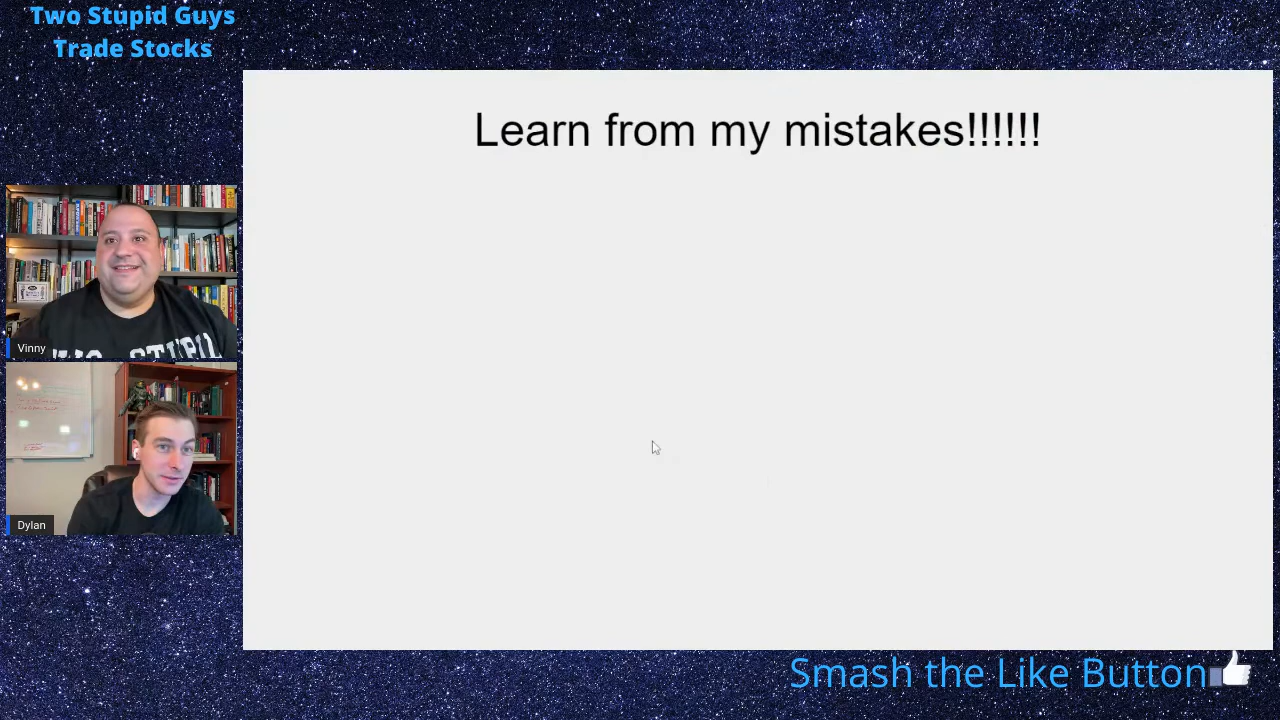 Two Stupid Guys
Trade Stocks
Learn from my mistakes!!!!!!
Vinny
Dylan
Smash the Like Button